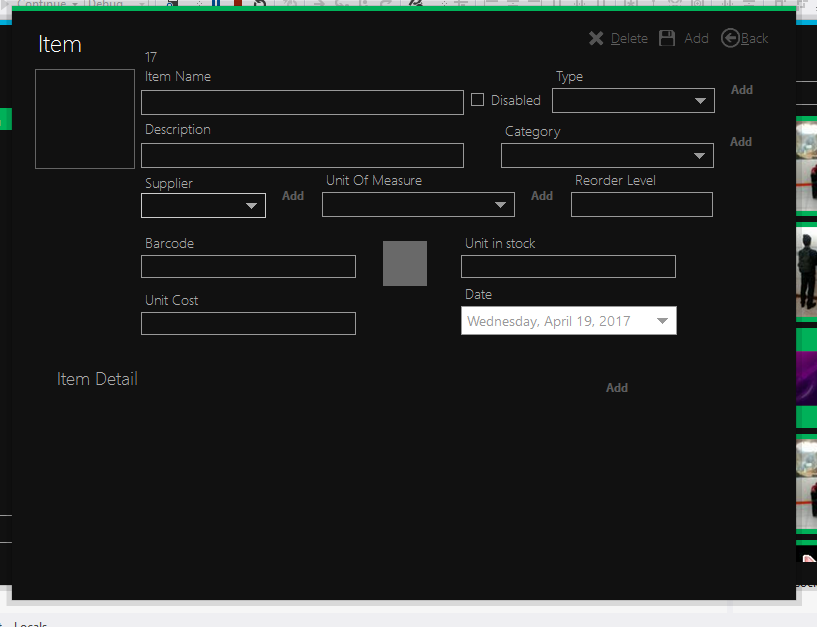 Continue
Debug
Item
Delete Add Back
17
Item Name
Type
Add
Disabled
Description
Category
Add
Supplier
Add
Unit Of Measure
Add
Reorder Level
Barcode
Unit in stock
Unit Cost
Date
Wednesday, April 19, 2017
Item Detail
Add
Locals